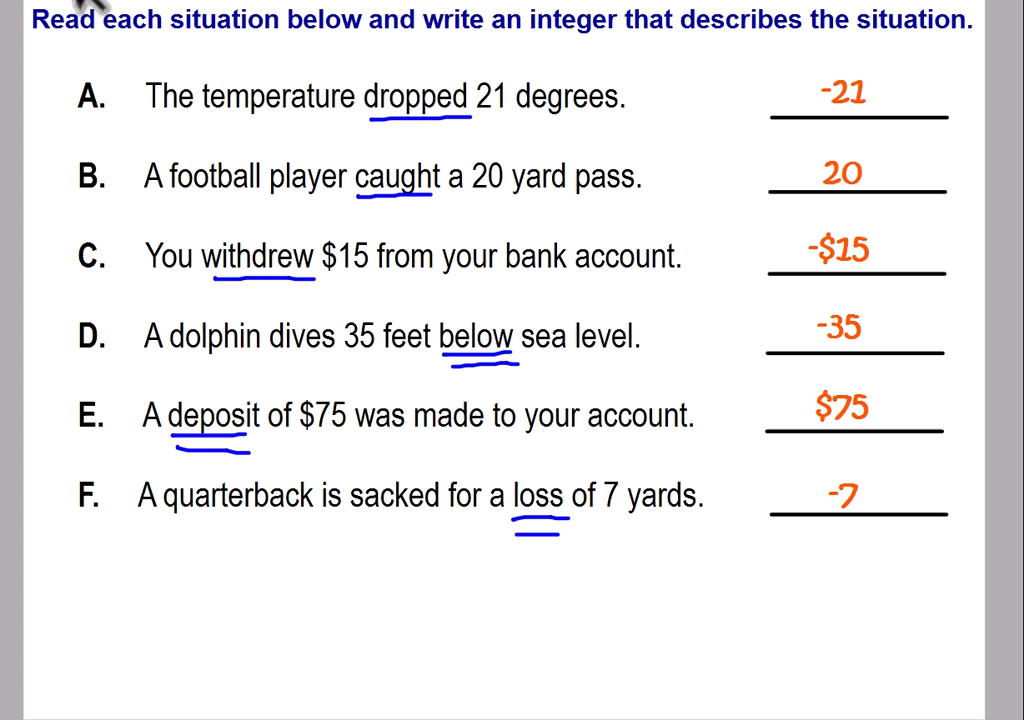 Read each situation below and write an integer that describes the situation.
A. The temperature dropped 21 degrees. -21
B. A football player caught a 20 yard pass. 20
C. You withdrew $15 from your bank account. -$15
D. A dolphin dives 35 feet below sea level. -35
E. A deposit of $75 was made to your account. $75
F. A quarterback is sacked for a loss of 7 yards. -7